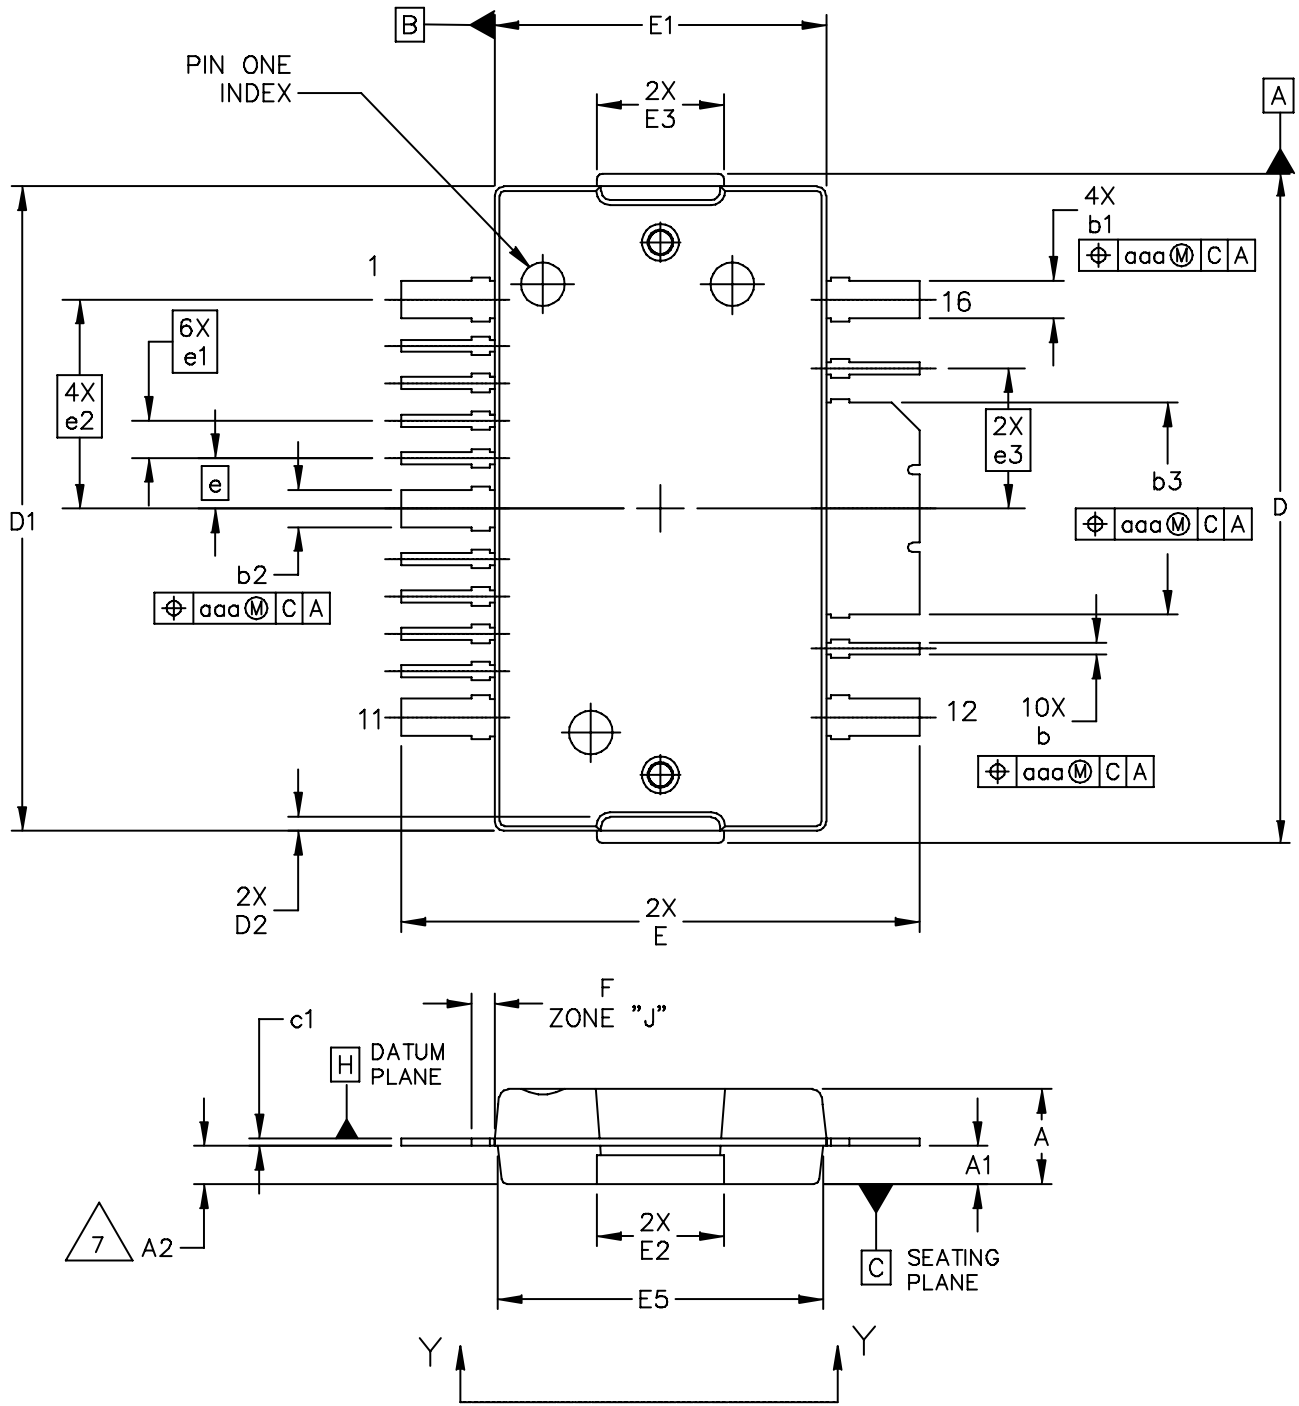 B
E1
PIN ONE
INDEX
2X
E3
A
4X
b1
⌖ aaa Ⓜ C A
1
16
6X
e1
4X
e2
2X
e3
e
b3
D1
D
⌖ aaa Ⓜ C A
b2
⌖ aaa Ⓜ C A
11
12
10X
b
⌖ aaa Ⓜ C A
2X
D2
2X
E
F
ZONE "J"
c1
H
DATUM
PLANE
A
A1
7
A2
2X
E2
C
SEATING
PLANE
E5
Y
Y